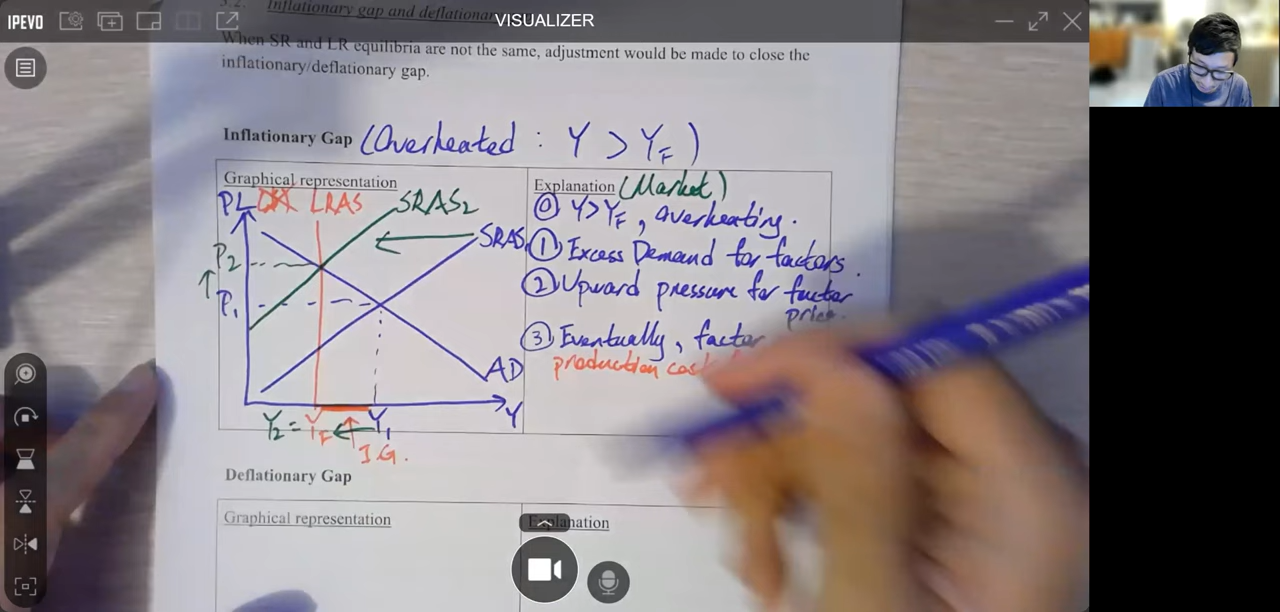 IPEVO
VISUALIZER
3.2. Inflationary gap and deflationar
When SR and LR equilibria are not the same, adjustment would be made to close the
inflationary/deflationary gap.
Inflationary Gap (Overheated : Y > YF)
Graphical representation
PL LRAS SRAS2
SRAS
P2
P1
AD
Y2 = YF Y1 Y
I.G.
Explanation (Market)
⓪ Y>YF, overheating.
① Excess Demand for factors.
② Upward pressure for factor
price.
③ Eventually, factor
production cost
Deflationary Gap
Graphical representation
Explanation